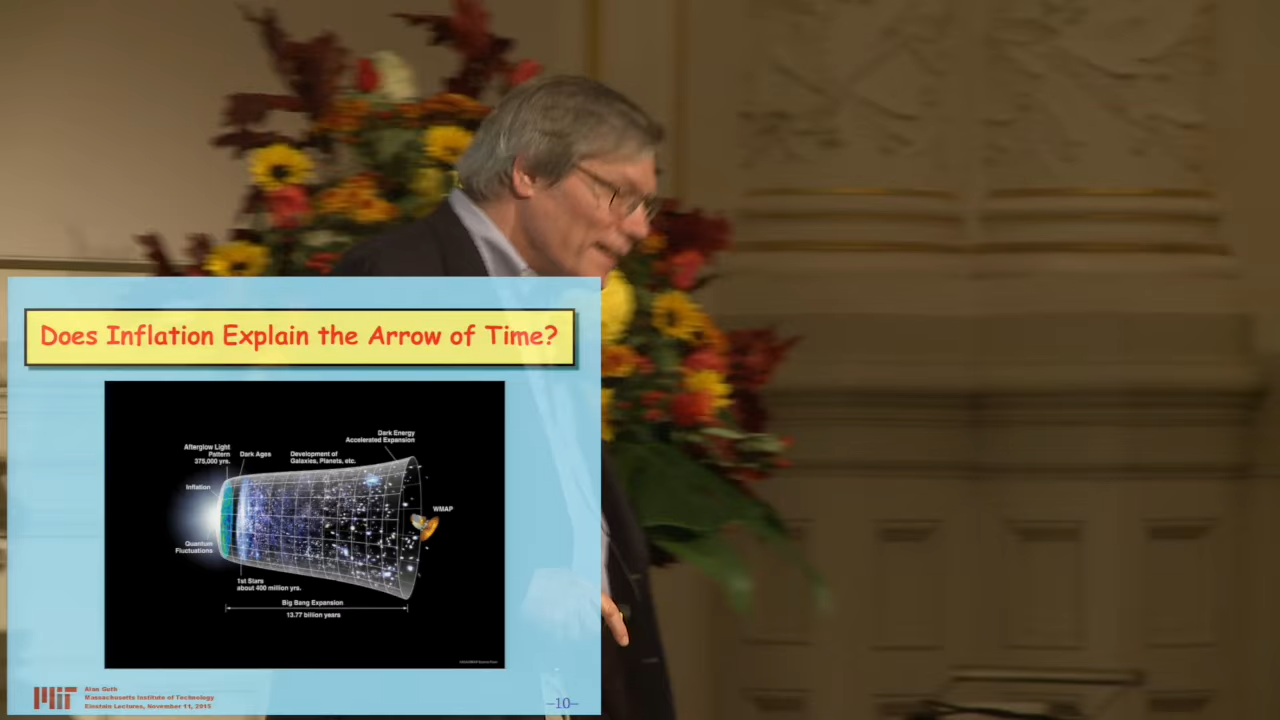 Does Inflation Explain the Arrow of Time?
Dark Energy
Accelerated Expansion
Afterglow Light
Pattern
375,000 yrs.
Dark Ages
Development of
Galaxies, Planets, etc.
Inflation
WMAP
Quantum
Fluctuations
1st Stars
about 400 million yrs.
Big Bang Expansion
13.77 billion years
MIT
Alan Guth
Massachusetts Institute of Technology
Einstein Lectures, November 11, 2015
–10–